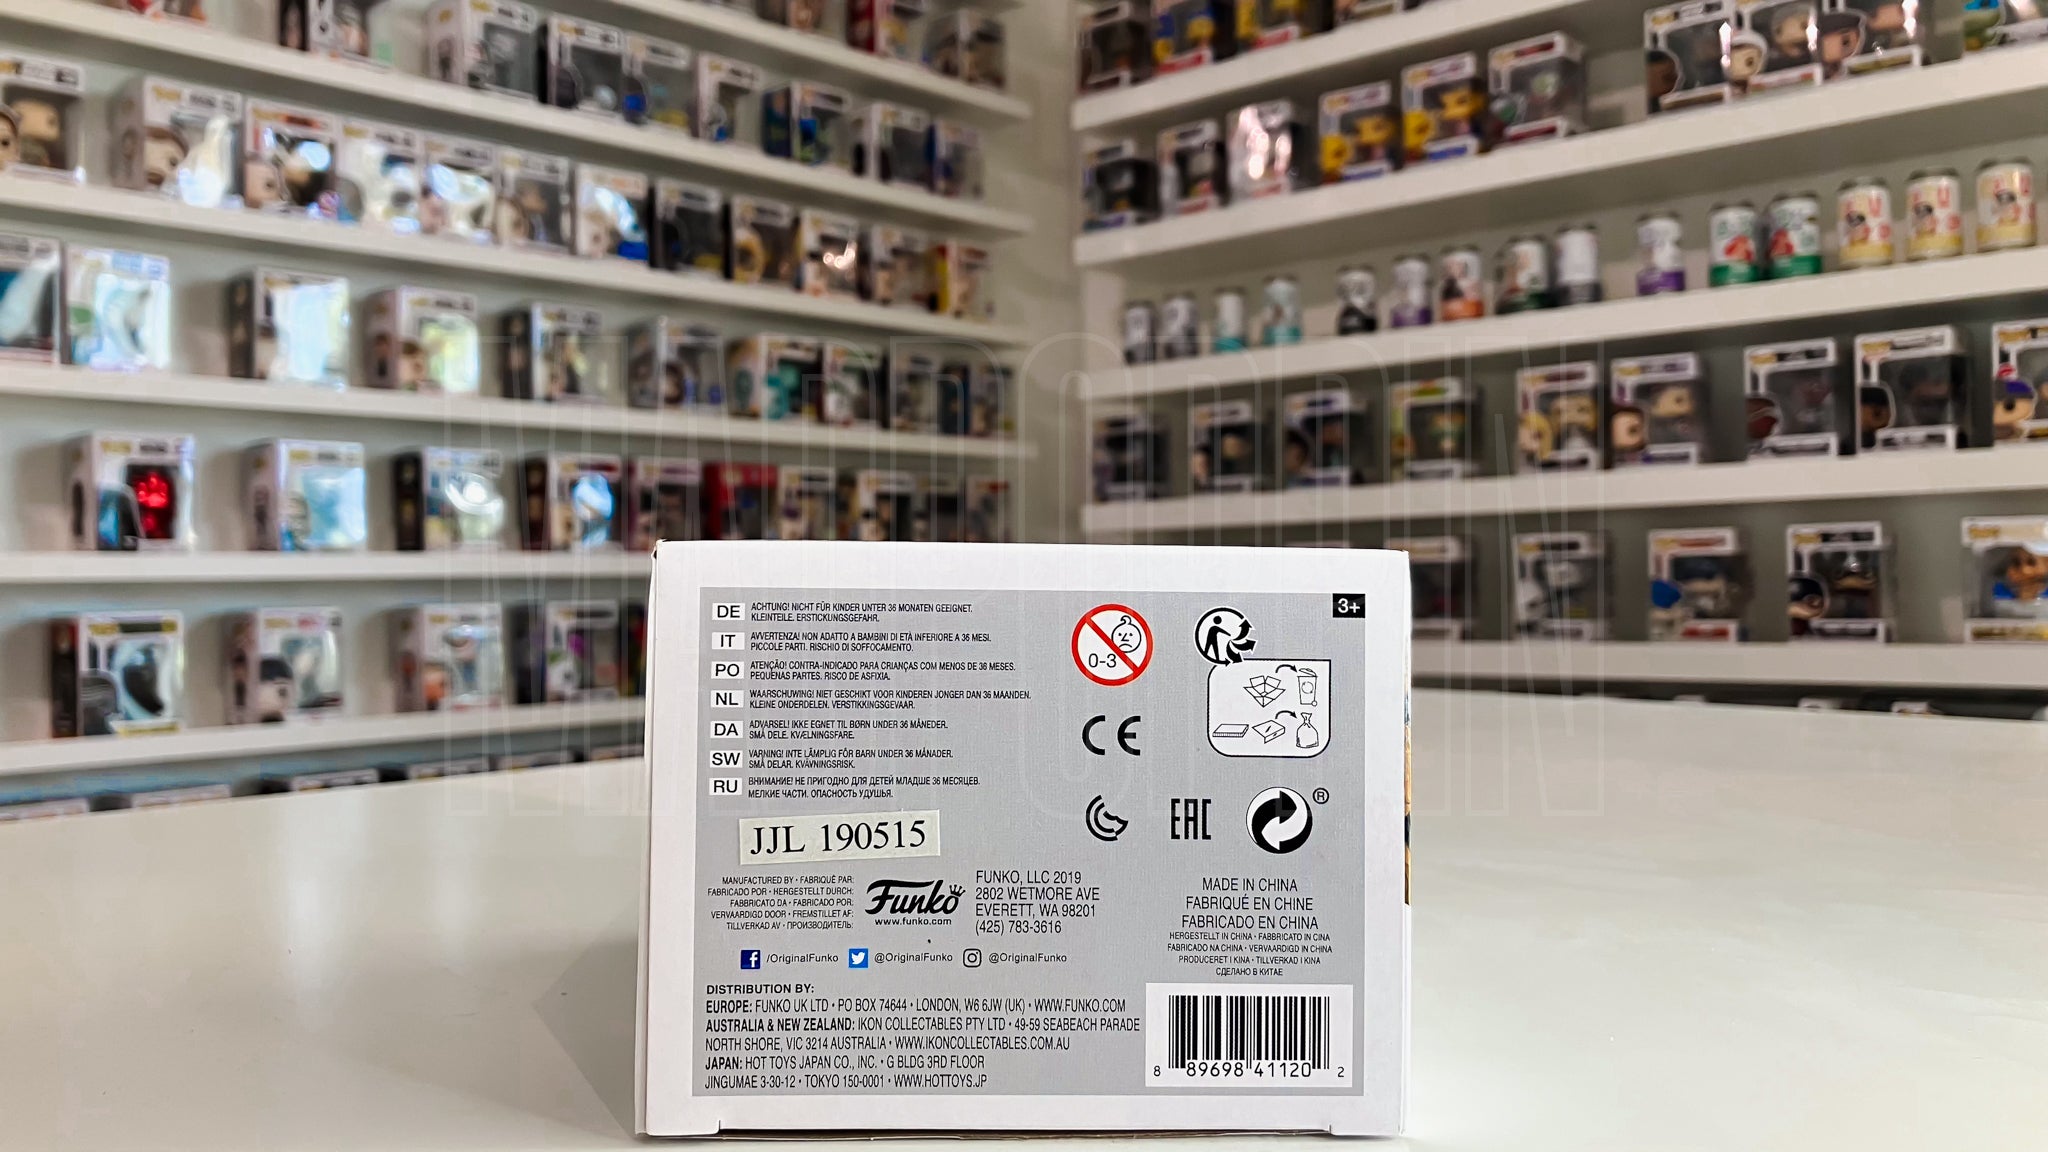 MAPPOPPIN
3+
DE ACHTUNG! NICHT FÜR KINDER UNTER 36 MONATEN GEEIGNET.
KLEINTEILE. ERSTICKUNGSGEFAHR.
IT AVVERTENZA! NON ADATTO A BAMBINI DI ETÀ INFERIORE A 36 MESI.
PICCOLE PARTI. RISCHIO DI SOFFOCAMENTO.
PO ATENÇÃO! CONTRA-INDICADO PARA CRIANÇAS COM MENOS DE 36 MESES.
PEQUENAS PARTES. RISCO DE ASFIXIA.
NL WAARSCHUWING! NIET GESCHIKT VOOR KINDEREN JONGER DAN 36 MAANDEN.
KLEINE ONDERDELEN. VERSTIKKINGSGEVAAR.
DA ADVARSEL! IKKE EGNET TIL BØRN UNDER 36 MÅNEDER.
SMÅ DELE. KVÆLNINGSFARE.
SW VARNING! INTE LÄMPLIG FÖR BARN UNDER 36 MÅNADER.
SMÅ DELAR. KVÄVNINGSRISK.
RU ВНИМАНИЕ! НЕ ПРИГОДНО ДЛЯ ДЕТЕЙ МЛАДШЕ 36 МЕСЯЦЕВ.
МЕЛКИЕ ЧАСТИ. ОПАСНОСТЬ УДУШЬЯ.
0-3
CE
EAC
®
JJL 190515
MANUFACTURED BY • FABRIQUÉ PAR:
FABRICADO POR • HERGESTELLT DURCH:
FABBRICATO DA • FABRICADO POR:
VERVAARDIGD DOOR • FREMSTILLET AF:
TILLVERKAD AV • ПРОИЗВОДИТЕЛЬ:
Funko
www.funko.com
FUNKO, LLC 2019
2802 WETMORE AVE
EVERETT, WA 98201
(425) 783-3616
MADE IN CHINA
FABRIQUÉ EN CHINE
FABRICADO EN CHINA
HERGESTELLT IN CHINA • FABBRICATO IN CINA
FABRICADO NA CHINA • VERVAARDIGD IN CHINA
PRODUCERET I KINA • TILLVERKAD I KINA
СДЕЛАНО В КИТАЕ
/OriginalFunko @OriginalFunko @OriginalFunko
DISTRIBUTION BY:
EUROPE: FUNKO UK LTD • PO BOX 74644 • LONDON, W6 6JW (UK) • WWW.FUNKO.COM
AUSTRALIA & NEW ZEALAND: IKON COLLECTABLES PTY LTD • 49-59 SEABEACH PARADE
NORTH SHORE, VIC 3214 AUSTRALIA • WWW.IKONCOLLECTABLES.COM.AU
JAPAN: HOT TOYS JAPAN CO., INC. • G BLDG 3RD FLOOR
JINGUMAE 3-30-12 • TOKYO 150-0001 • WWW.HOTTOYS.JP
8 89698 41120 2